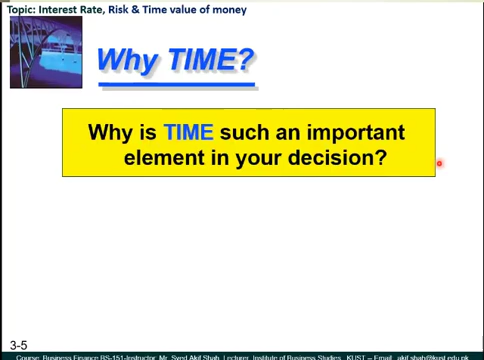 Topic: Interest Rate, Risk & Time value of money
Why TIME?
Why is TIME such an important
element in your decision?
3-5
Course: Business Finance BS-151-Instructor: Mr. Syed Akif Shah, Lecturer, Institute of Business Studies, KUST – Email: akif.shah@kust.edu.pk